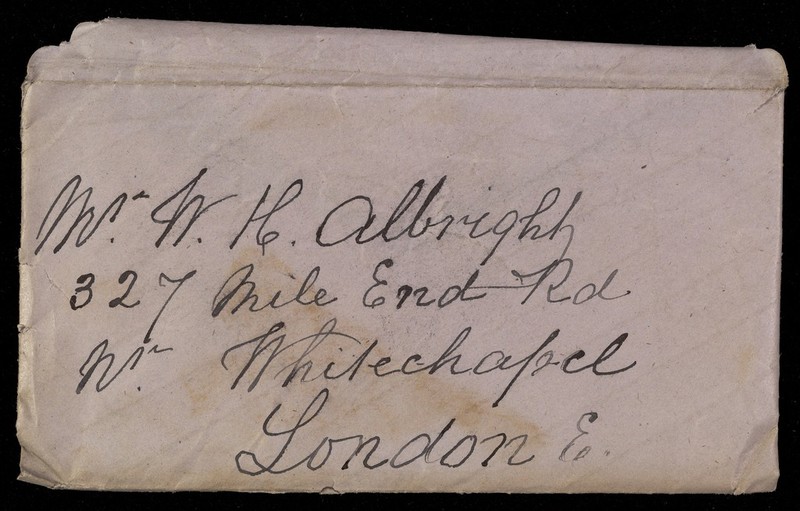 Mr. W. H. Albright
327 Mile End Rd
Nr. Whitechapel
London E.